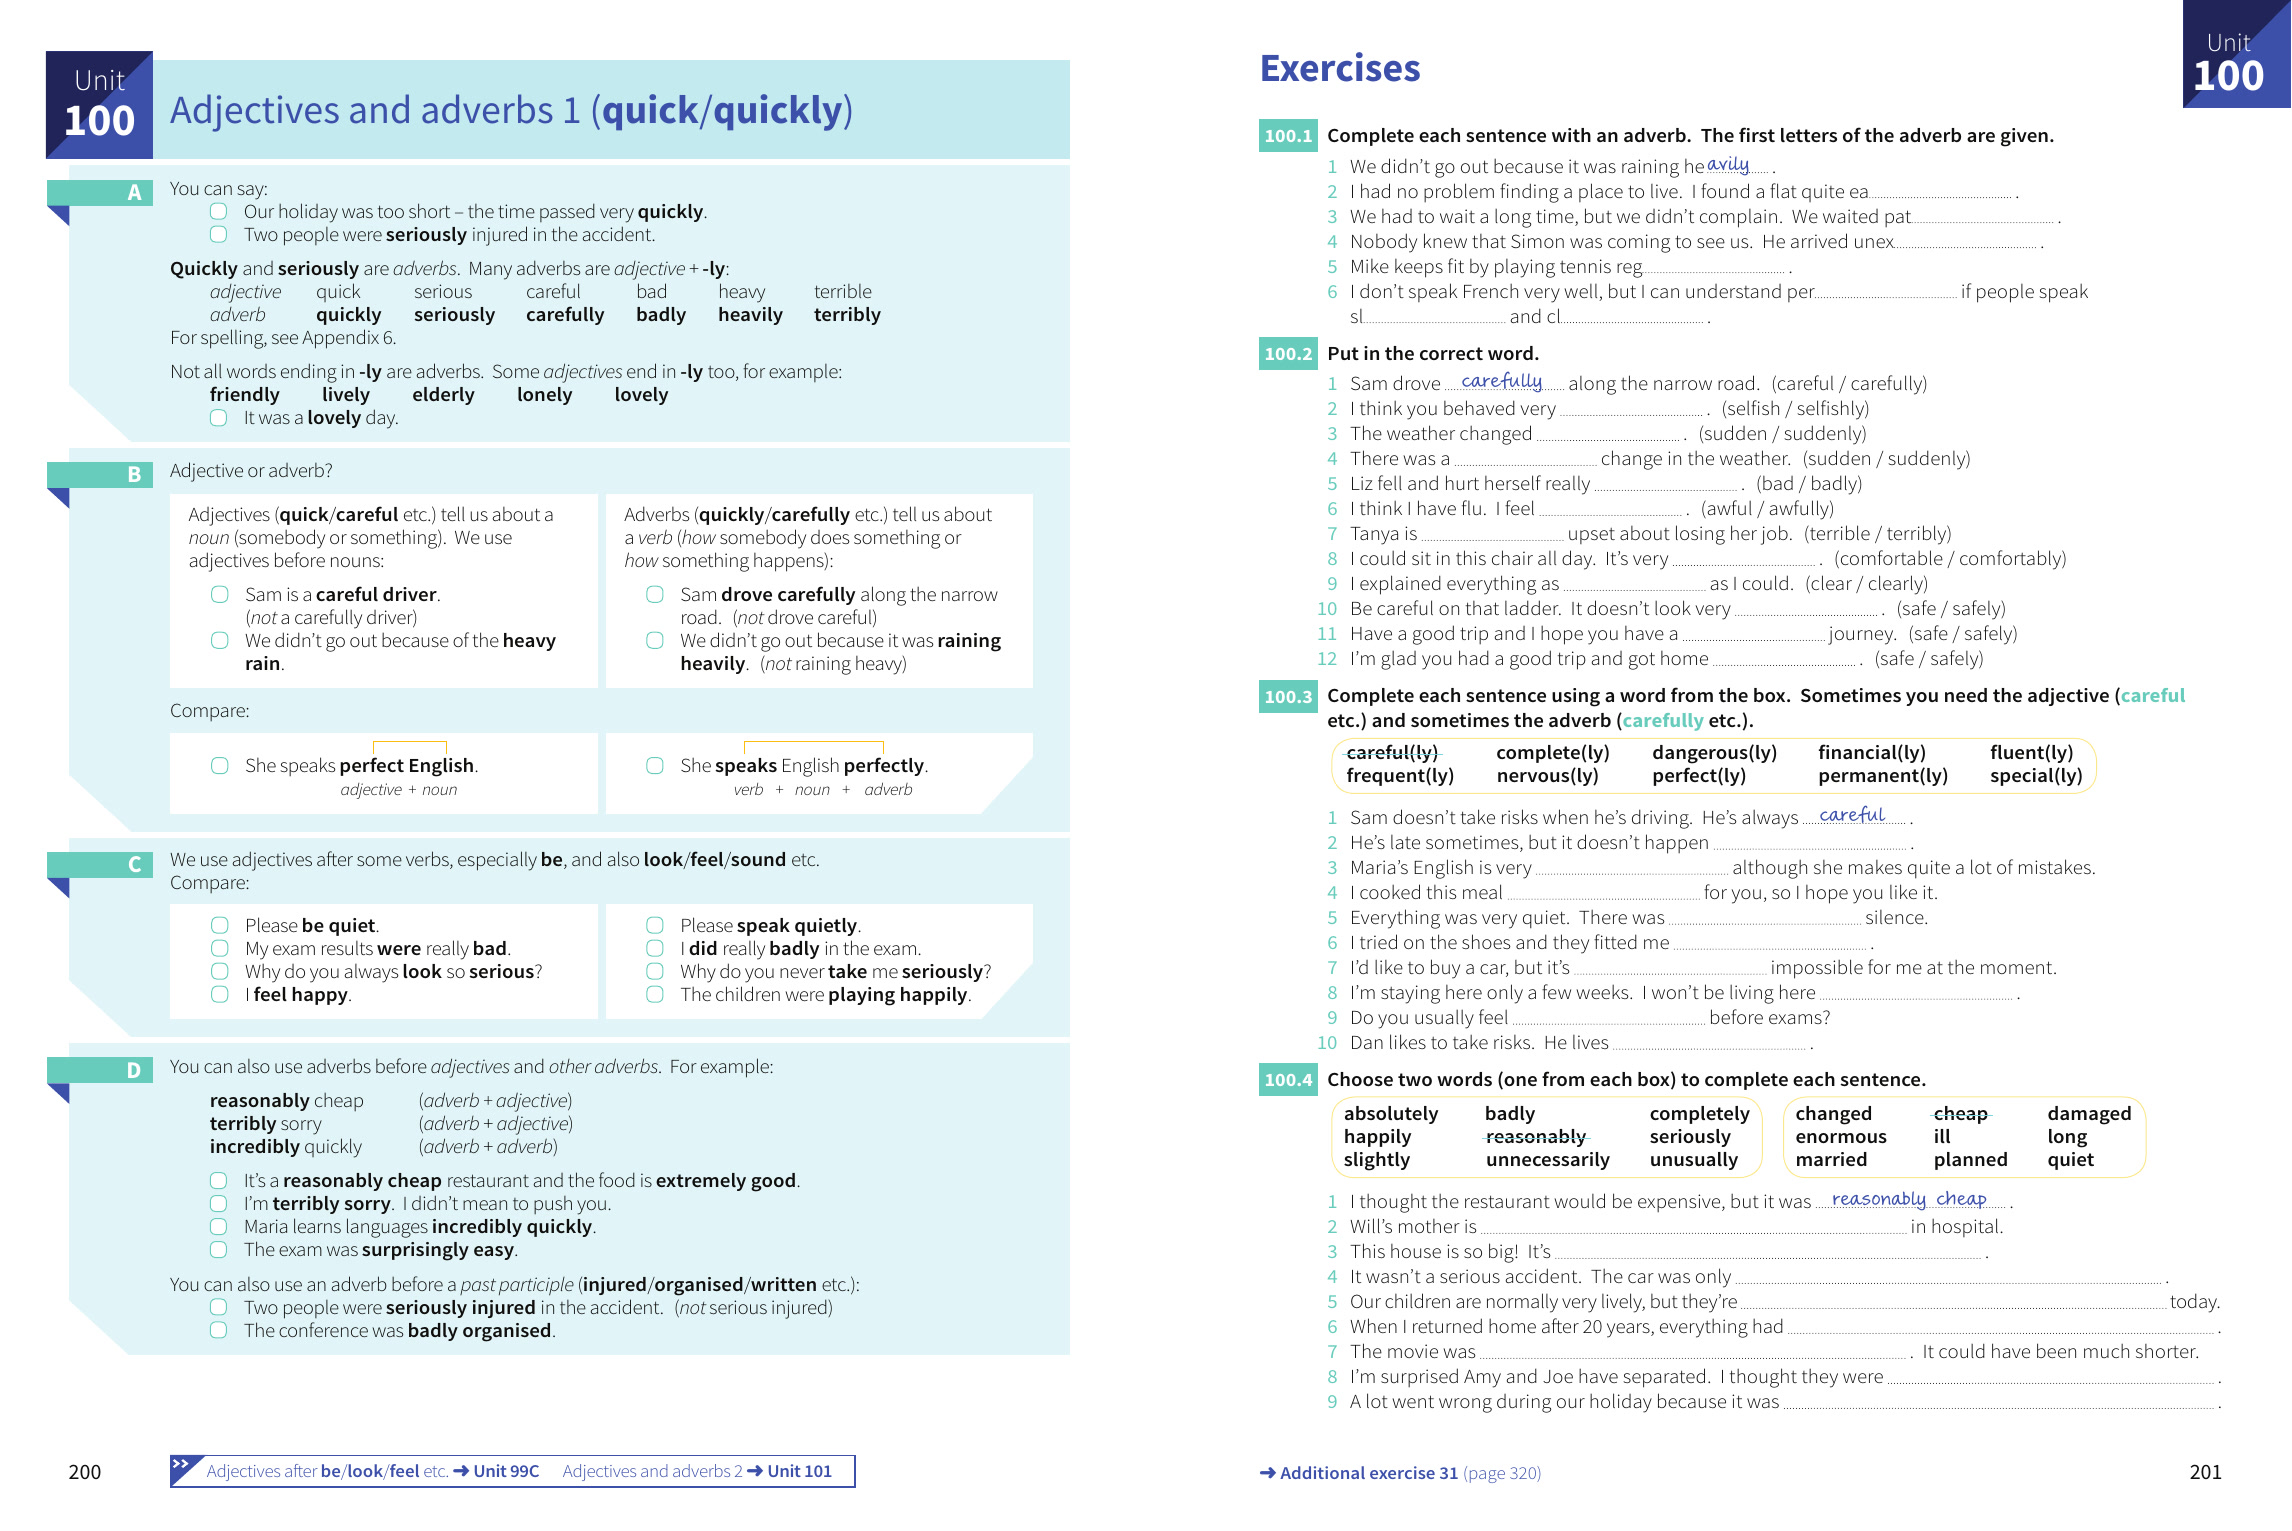 Unit
100
Adjectives and adverbs 1 (quick/quickly)
A
You can say:
Our holiday was too short – the time passed very quickly.
Two people were seriously injured in the accident.
Quickly and seriously are adverbs. Many adverbs are adjective + -ly:
adjective quick serious careful bad heavy terrible
adverb quickly seriously carefully badly heavily terribly
For spelling, see Appendix 6.
Not all words ending in -ly are adverbs. Some adjectives end in -ly too, for example:
friendly lively elderly lonely lovely
It was a lovely day.
B
Adjective or adverb?
Adjectives (quick/careful etc.) tell us about a
noun (somebody or something). We use
adjectives before nouns:
Sam is a careful driver.
(not a carefully driver)
We didn't go out because of the heavy
rain.
Adverbs (quickly/carefully etc.) tell us about
a verb (how somebody does something or
how something happens):
Sam drove carefully along the narrow
road. (not drove careful)
We didn't go out because it was raining
heavily. (not raining heavy)
Compare:
She speaks perfect English.
adjective + noun
She speaks English perfectly.
verb + noun + adverb
C
We use adjectives after some verbs, especially be, and also look/feel/sound etc.
Compare:
Please be quiet.
My exam results were really bad.
Why do you always look so serious?
I feel happy.
Please speak quietly.
I did really badly in the exam.
Why do you never take me seriously?
The children were playing happily.
D
You can also use adverbs before adjectives and other adverbs. For example:
reasonably cheap (adverb + adjective)
terribly sorry (adverb + adjective)
incredibly quickly (adverb + adverb)
It's a reasonably cheap restaurant and the food is extremely good.
I'm terribly sorry. I didn't mean to push you.
Maria learns languages incredibly quickly.
The exam was surprisingly easy.
You can also use an adverb before a past participle (injured/organised/written etc.):
Two people were seriously injured in the accident. (not serious injured)
The conference was badly organised.
200
>> Adjectives after be/look/feel etc. ➜ Unit 99C Adjectives and adverbs 2 ➜ Unit 101
Exercises
Unit
100
100.1 Complete each sentence with an adverb. The first letters of the adverb are given.
1 We didn't go out because it was raining heavily.
2 I had no problem finding a place to live. I found a flat quite ea.......... .
3 We had to wait a long time, but we didn't complain. We waited pat.......... .
4 Nobody knew that Simon was coming to see us. He arrived unex.......... .
5 Mike keeps fit by playing tennis reg.......... .
6 I don't speak French very well, but I can understand per.......... if people speak
sl.......... and cl.......... .
100.2 Put in the correct word.
1 Sam drove carefully along the narrow road. (careful / carefully)
2 I think you behaved very .......... . (selfish / selfishly)
3 The weather changed .......... . (sudden / suddenly)
4 There was a .......... change in the weather. (sudden / suddenly)
5 Liz fell and hurt herself really .......... . (bad / badly)
6 I think I have flu. I feel .......... . (awful / awfully)
7 Tanya is .......... upset about losing her job. (terrible / terribly)
8 I could sit in this chair all day. It's very .......... . (comfortable / comfortably)
9 I explained everything as .......... as I could. (clear / clearly)
10 Be careful on that ladder. It doesn't look very .......... . (safe / safely)
11 Have a good trip and I hope you have a .......... journey. (safe / safely)
12 I'm glad you had a good trip and got home .......... . (safe / safely)
100.3 Complete each sentence using a word from the box. Sometimes you need the adjective (careful
etc.) and sometimes the adverb (carefully etc.).
careful(ly) complete(ly) dangerous(ly) financial(ly) fluent(ly)
frequent(ly) nervous(ly) perfect(ly) permanent(ly) special(ly)
1 Sam doesn't take risks when he's driving. He's always careful .
2 He's late sometimes, but it doesn't happen .......... .
3 Maria's English is very .......... although she makes quite a lot of mistakes.
4 I cooked this meal .......... for you, so I hope you like it.
5 Everything was very quiet. There was .......... silence.
6 I tried on the shoes and they fitted me .......... .
7 I'd like to buy a car, but it's .......... impossible for me at the moment.
8 I'm staying here only a few weeks. I won't be living here .......... .
9 Do you usually feel .......... before exams?
10 Dan likes to take risks. He lives .......... .
100.4 Choose two words (one from each box) to complete each sentence.
absolutely badly completely
happily reasonably seriously
slightly unnecessarily unusually
changed cheap damaged
enormous ill long
married planned quiet
1 I thought the restaurant would be expensive, but it was reasonably cheap .
2 Will's mother is .......... in hospital.
3 This house is so big! It's .......... .
4 It wasn't a serious accident. The car was only .......... .
5 Our children are normally very lively, but they're .......... today.
6 When I returned home after 20 years, everything had .......... .
7 The movie was .......... . It could have been much shorter.
8 I'm surprised Amy and Joe have separated. I thought they were .......... .
9 A lot went wrong during our holiday because it was .......... .
➜ Additional exercise 31 (page 320)
201